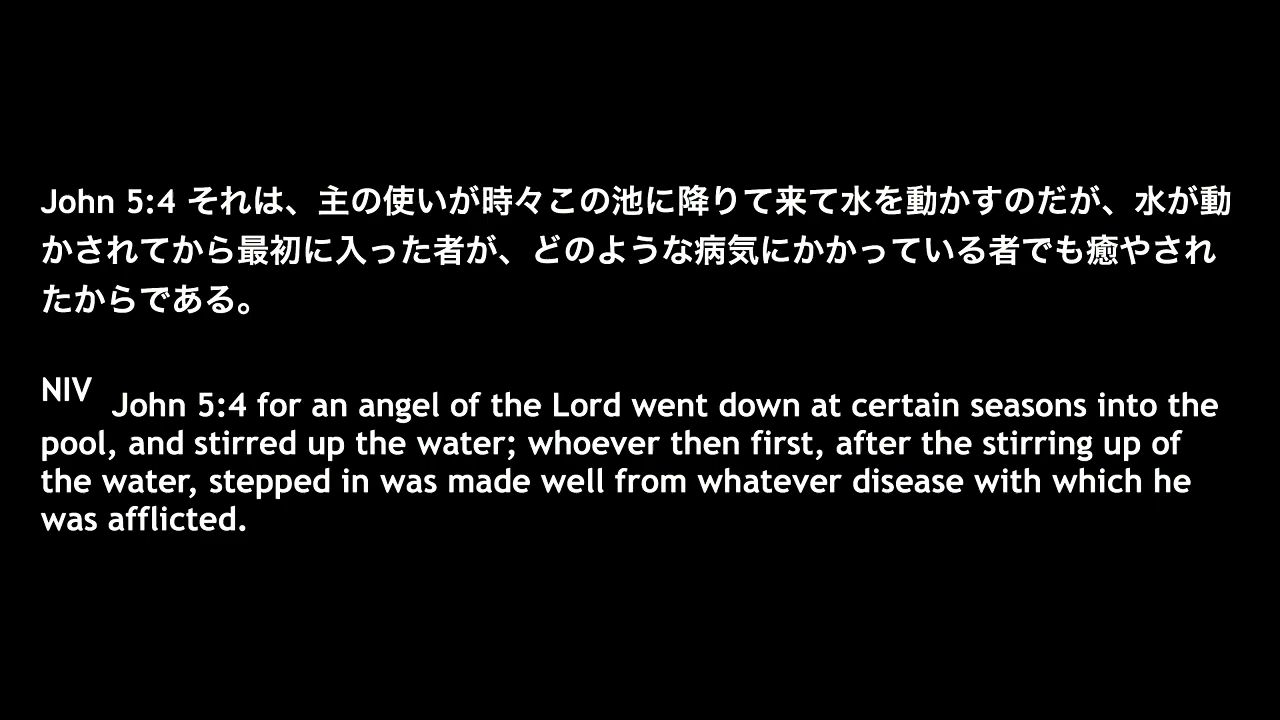 John 5:4 それは、主の使いが時々この池に降りて来て水を動かすのだが、水が動
かされてから最初に入った者が、どのような病気にかかっている者でも癒やされ
たからである。
NIV John 5:4 for an angel of the Lord went down at certain seasons into the
pool, and stirred up the water; whoever then first, after the stirring up of
the water, stepped in was made well from whatever disease with which he
was afflicted.